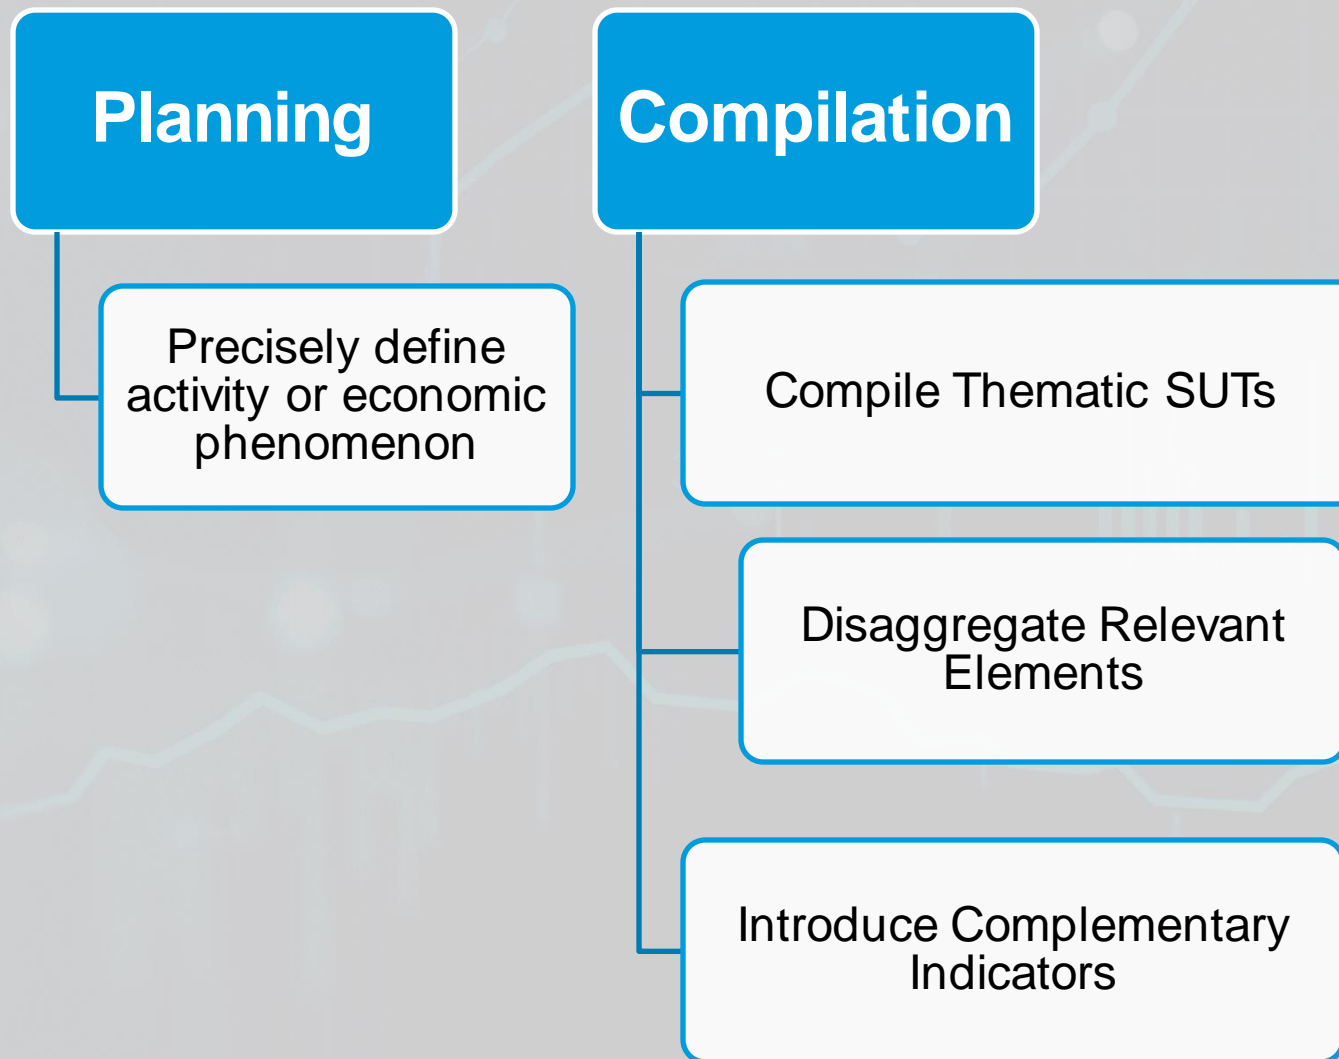 Planning
Precisely define
activity or economic
phenomenon
Compilation
Compile Thematic SUTs
Disaggregate Relevant
Elements
Introduce Complementary
Indicators